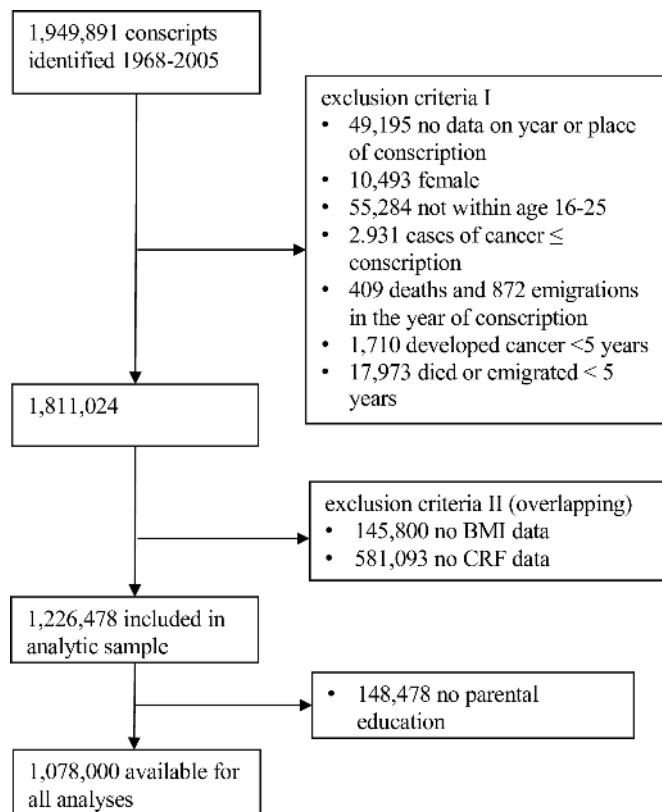 1,949,891 conscripts
identified 1968-2005
exclusion criteria I
• 49,195 no data on year or place
of conscription
• 10,493 female
• 55,284 not within age 16-25
• 2.931 cases of cancer ≤
conscription
• 409 deaths and 872 emigrations
in the year of conscription
• 1,710 developed cancer <5 years
• 17,973 died or emigrated < 5
years
1,811,024
exclusion criteria II (overlapping)
• 145,800 no BMI data
• 581,093 no CRF data
1,226,478 included in
analytic sample
• 148,478 no parental
education
1,078,000 available for
all analyses